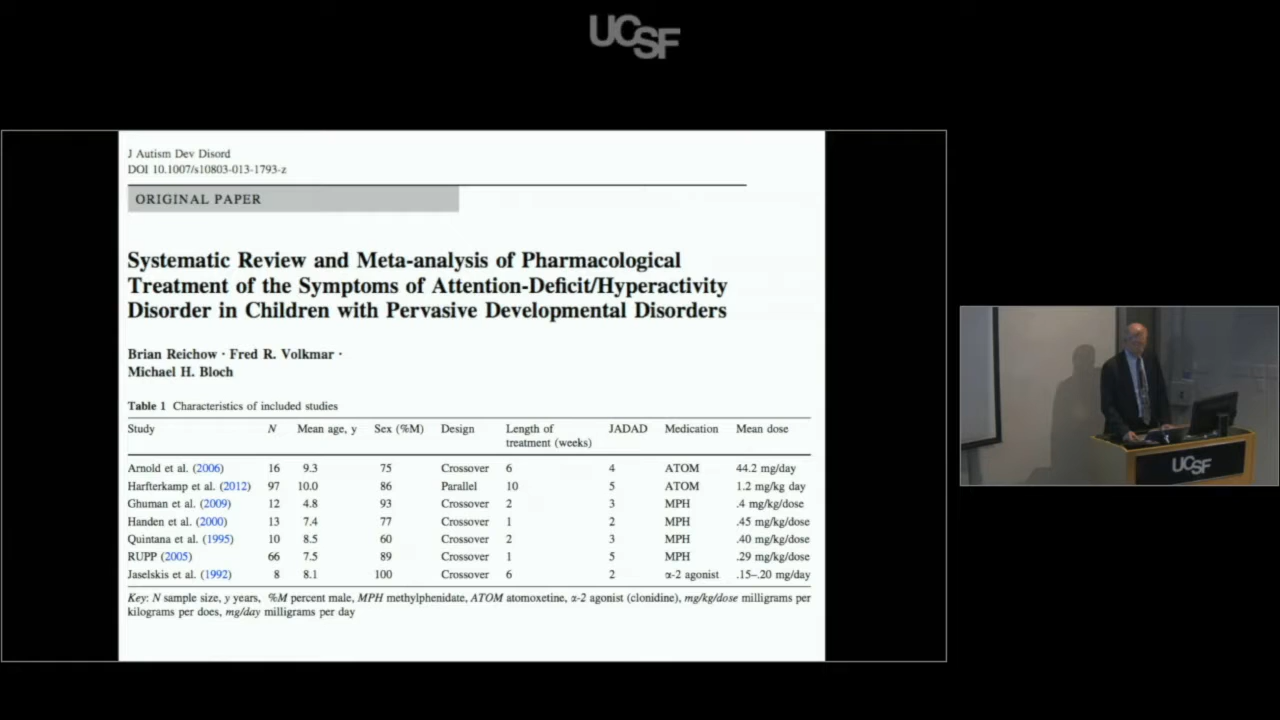 UCSF
J Autism Dev Disord
DOI 10.1007/s10803-013-1793-z
ORIGINAL PAPER
Systematic Review and Meta-analysis of Pharmacological
Treatment of the Symptoms of Attention-Deficit/Hyperactivity
Disorder in Children with Pervasive Developmental Disorders
Brian Reichow · Fred R. Volkmar ·
Michael H. Bloch
Table 1 Characteristics of included studies
Study N Mean age, y Sex (%M) Design Length of treatment (weeks) JADAD Medication Mean dose
Arnold et al. (2006) 16 9.3 75 Crossover 6 4 ATOM 44.2 mg/day
Harfterkamp et al. (2012) 97 10.0 86 Parallel 10 5 ATOM 1.2 mg/kg day
Ghuman et al. (2009) 12 4.8 93 Crossover 2 3 MPH .4 mg/kg/dose
Handen et al. (2000) 13 7.4 77 Crossover 1 2 MPH .45 mg/kg/dose
Quintana et al. (1995) 10 8.5 60 Crossover 2 3 MPH .40 mg/kg/dose
RUPP (2005) 66 7.5 89 Crossover 1 5 MPH .29 mg/kg/dose
Jaselskis et al. (1992) 8 8.1 100 Crossover 6 2 α-2 agonist .15–.20 mg/day
Key: N sample size, y years, %M percent male, MPH methylphenidate, ATOM atomoxetine, α-2 agonist (clonidine), mg/kg/dose milligrams per
kilograms per does, mg/day milligrams per day
UCSF